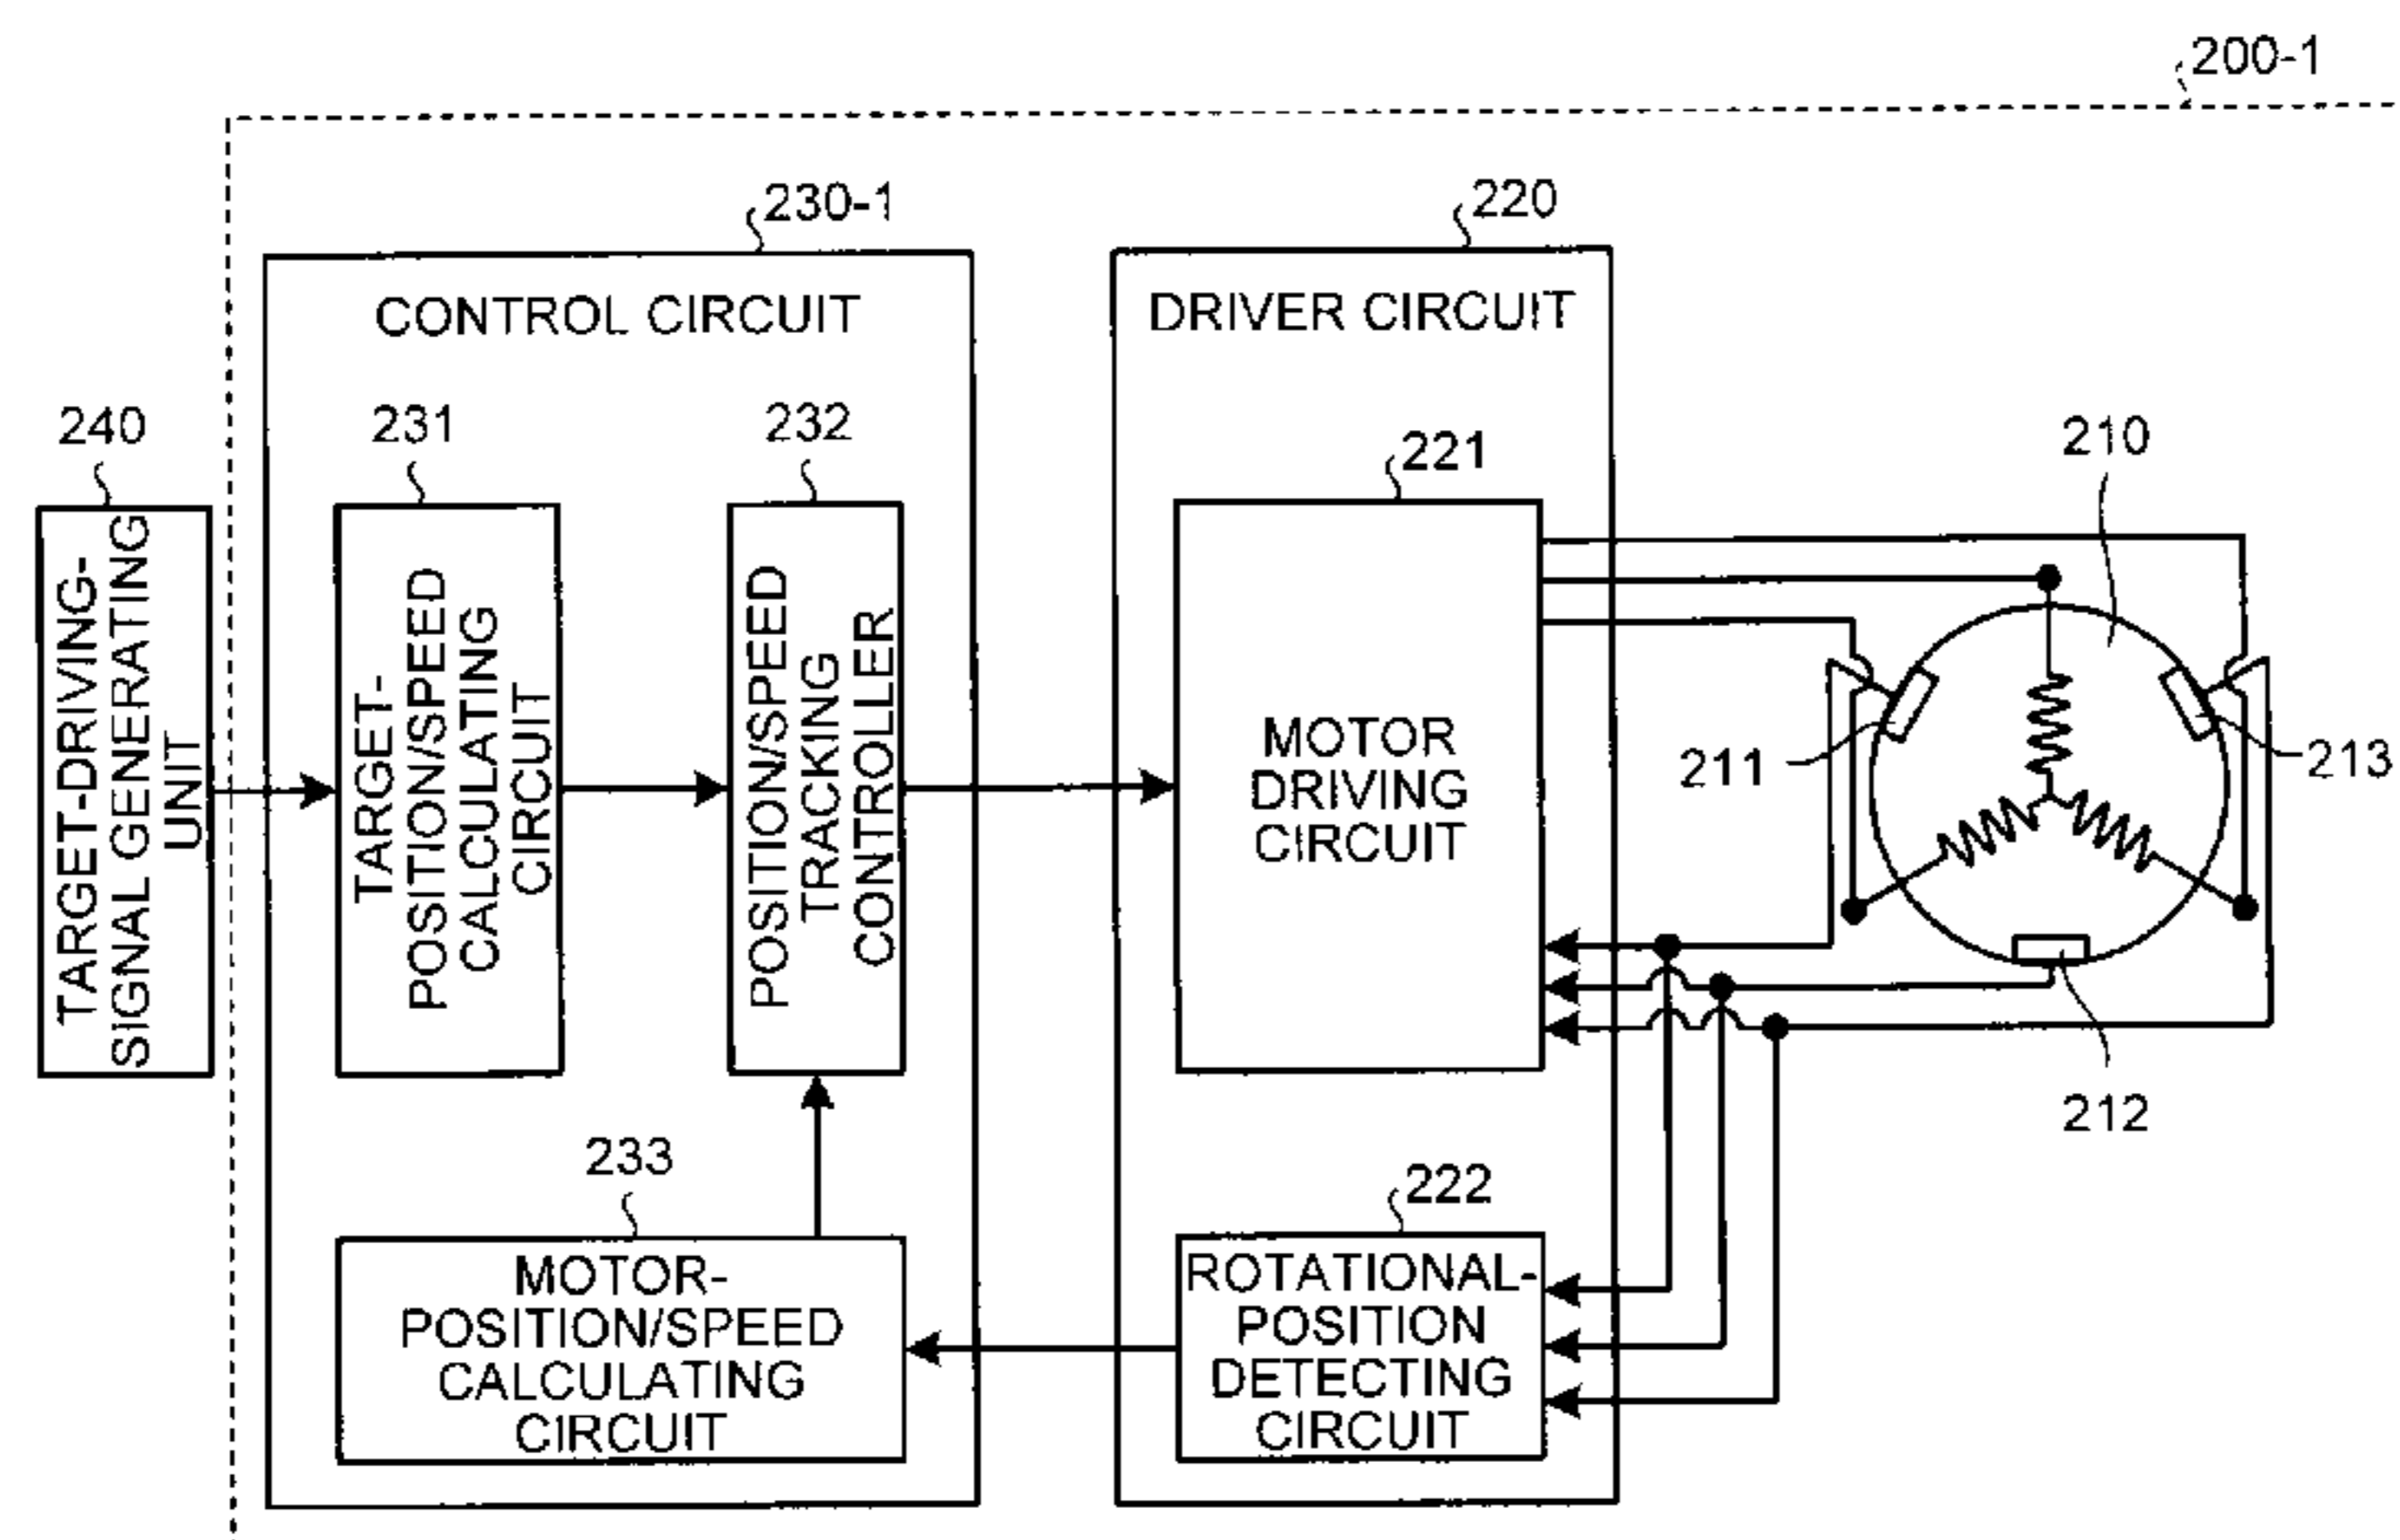 200-1
230-1
220
CONTROL CIRCUIT
DRIVER CIRCUIT
240
231
232
221
210
TARGET-DRIVING-
SIGNAL GENERATING
UNIT
TARGET-
POSITION/SPEED
CALCULATING
CIRCUIT
POSITION/SPEED
TRACKING
CONTROLLER
MOTOR
DRIVING
CIRCUIT
211
213
212
233
222
MOTOR-
POSITION/SPEED
CALCULATING
CIRCUIT
ROTATIONAL-
POSITION
DETECTING
CIRCUIT